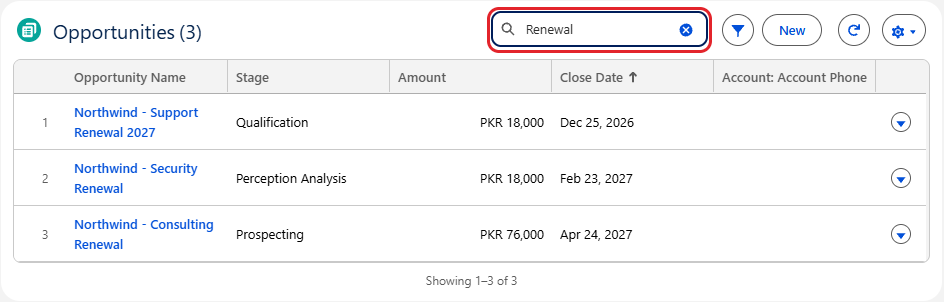 Opportunities (3)
Renewal
New
Opportunity Name Stage Amount Close Date ↑ Account: Account Phone
1 Northwind - Support Renewal 2027 Qualification PKR 18,000 Dec 25, 2026
2 Northwind - Security Renewal Perception Analysis PKR 18,000 Feb 23, 2027
3 Northwind - Consulting Renewal Prospecting PKR 76,000 Apr 24, 2027
Showing 1–3 of 3